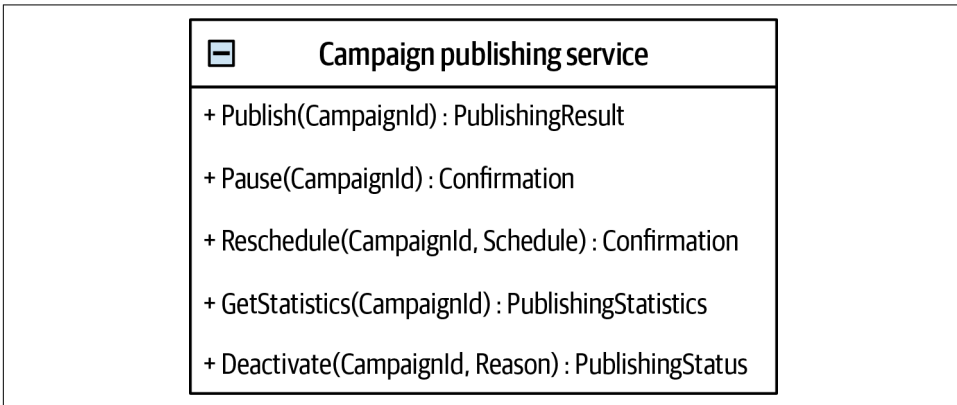 Campaign publishing service
+ Publish(CampaignId) : PublishingResult
+ Pause(CampaignId) : Confirmation
+ Reschedule(CampaignId, Schedule) : Confirmation
+ GetStatistics(CampaignId) : PublishingStatistics
+ Deactivate(CampaignId, Reason) : PublishingStatus